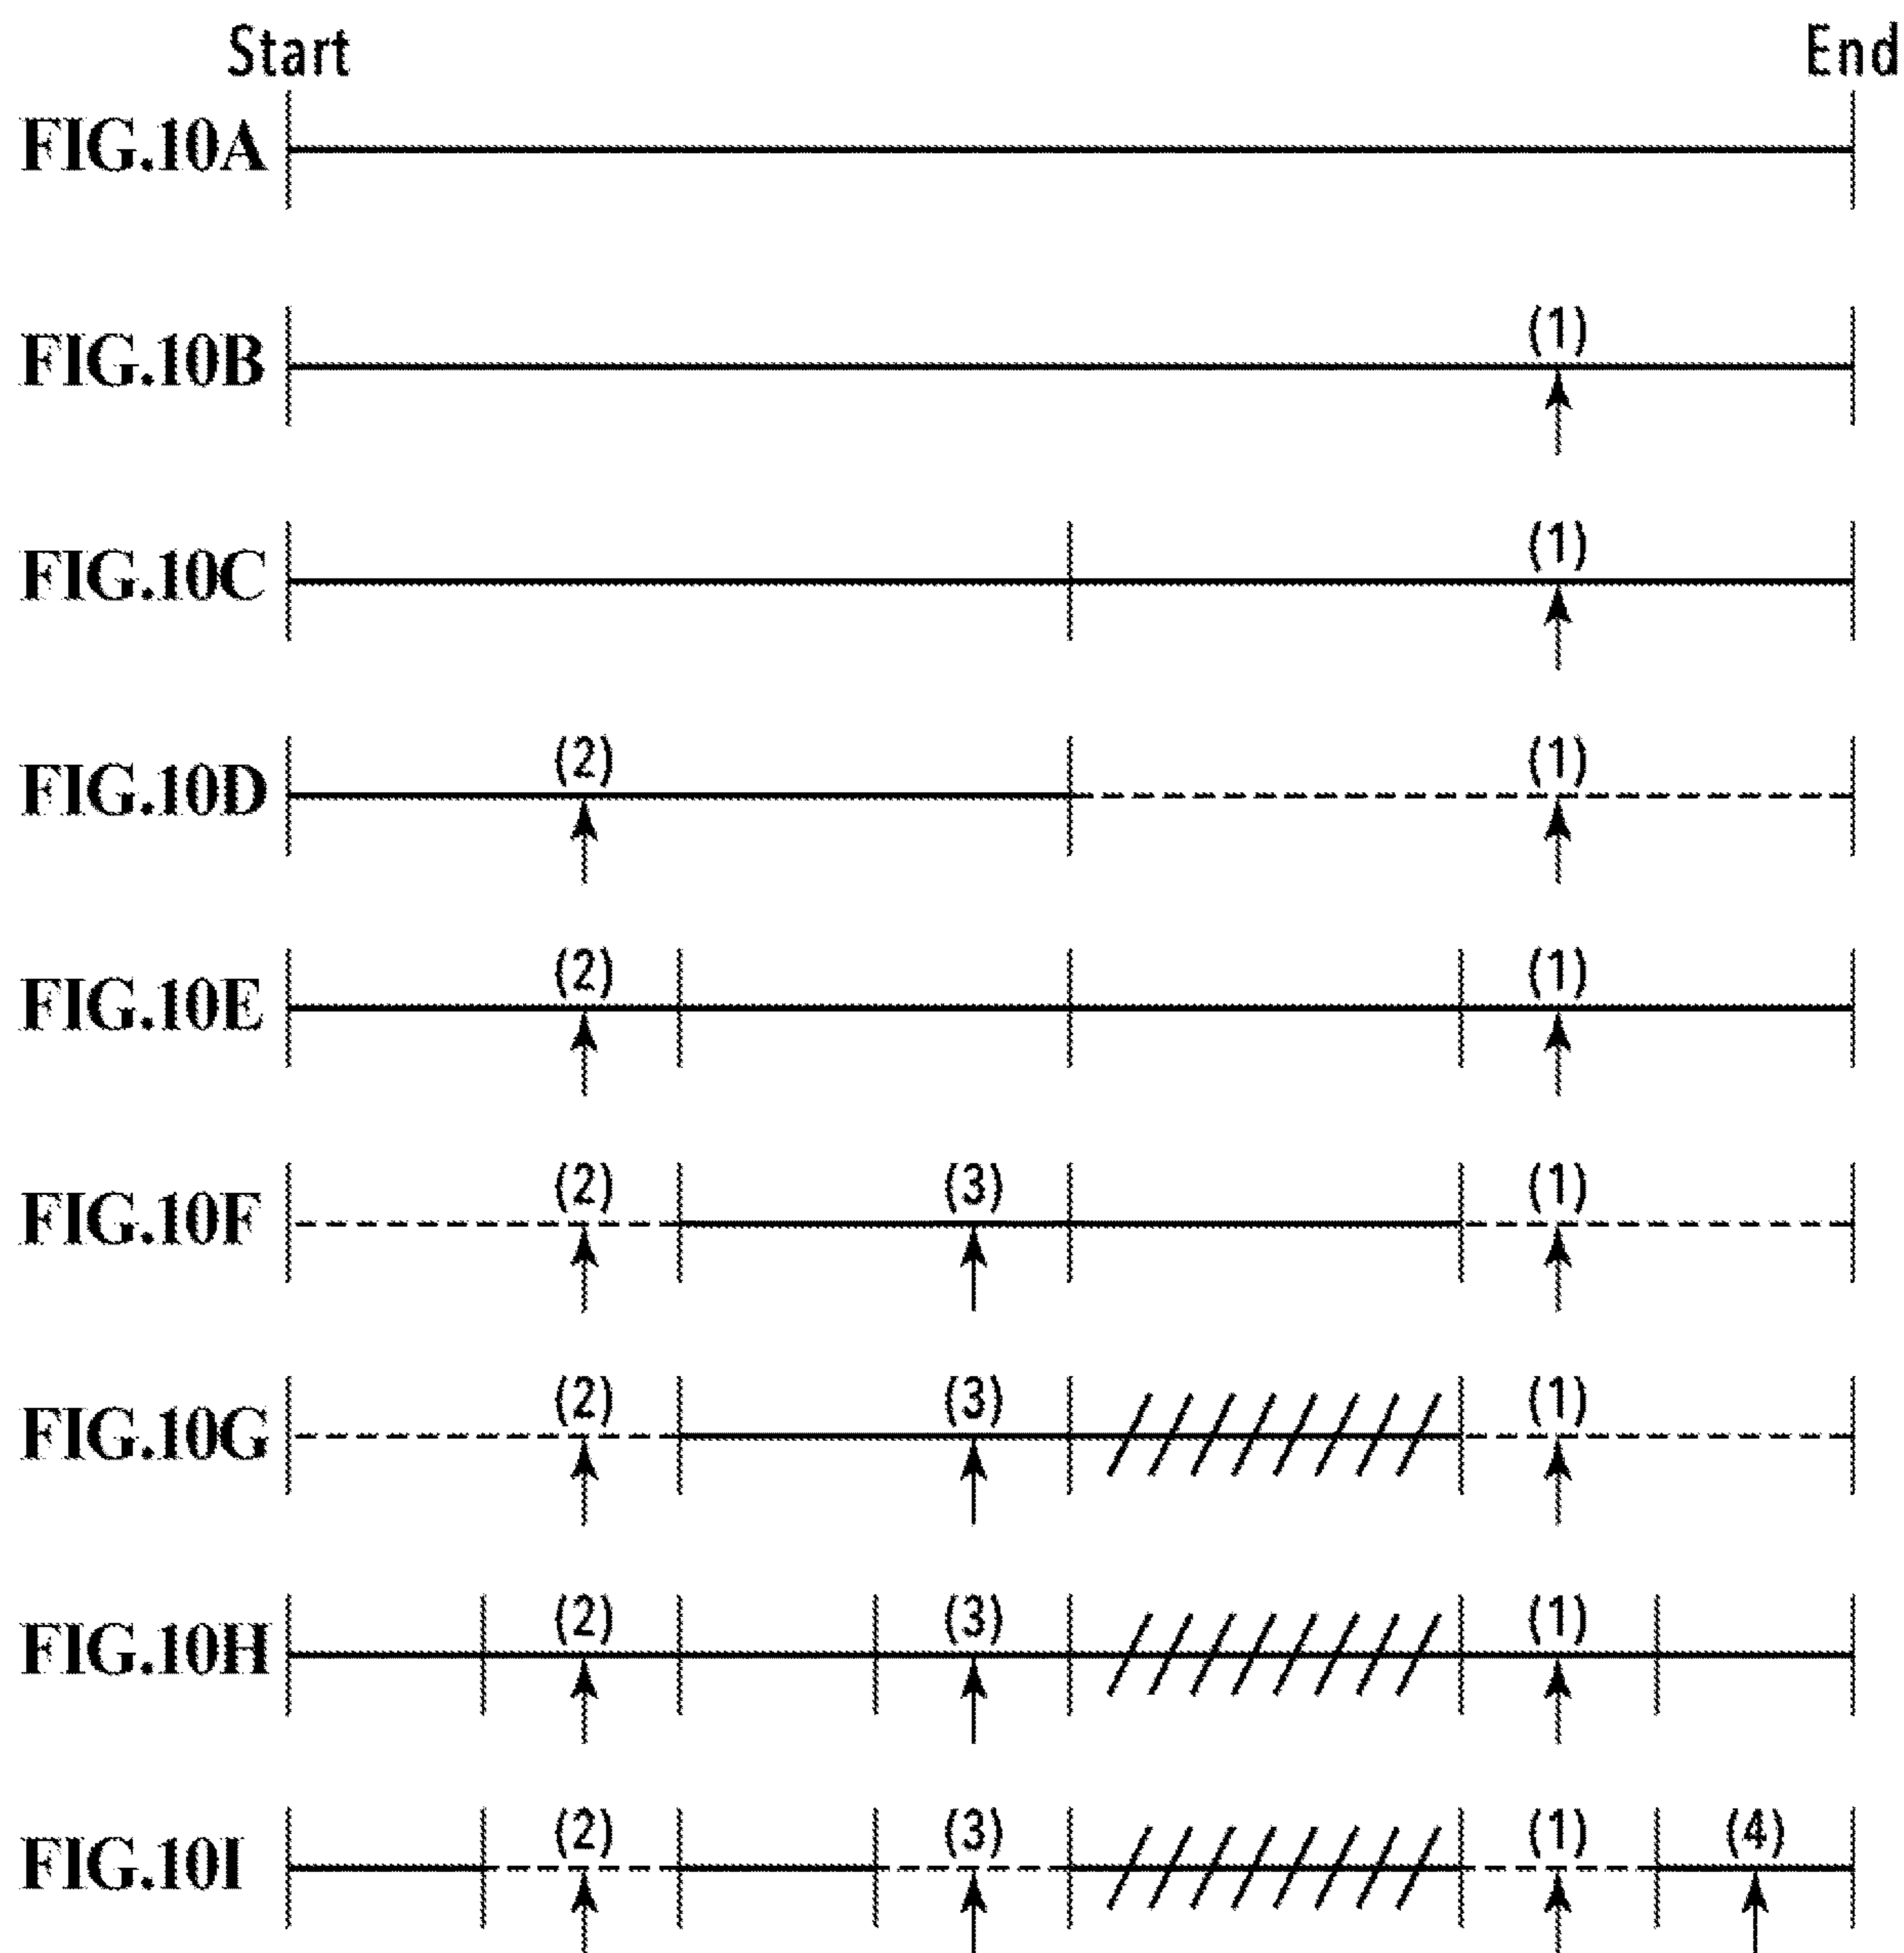 Start End
FIG.10A
FIG.10B (1)
FIG.10C (1)
FIG.10D (2) (1)
FIG.10E (2) (1)
FIG.10F (2) (3) (1)
FIG.10G (2) (3) (1)
FIG.10H (2) (3) (1)
FIG.10I (2) (3) (1) (4)